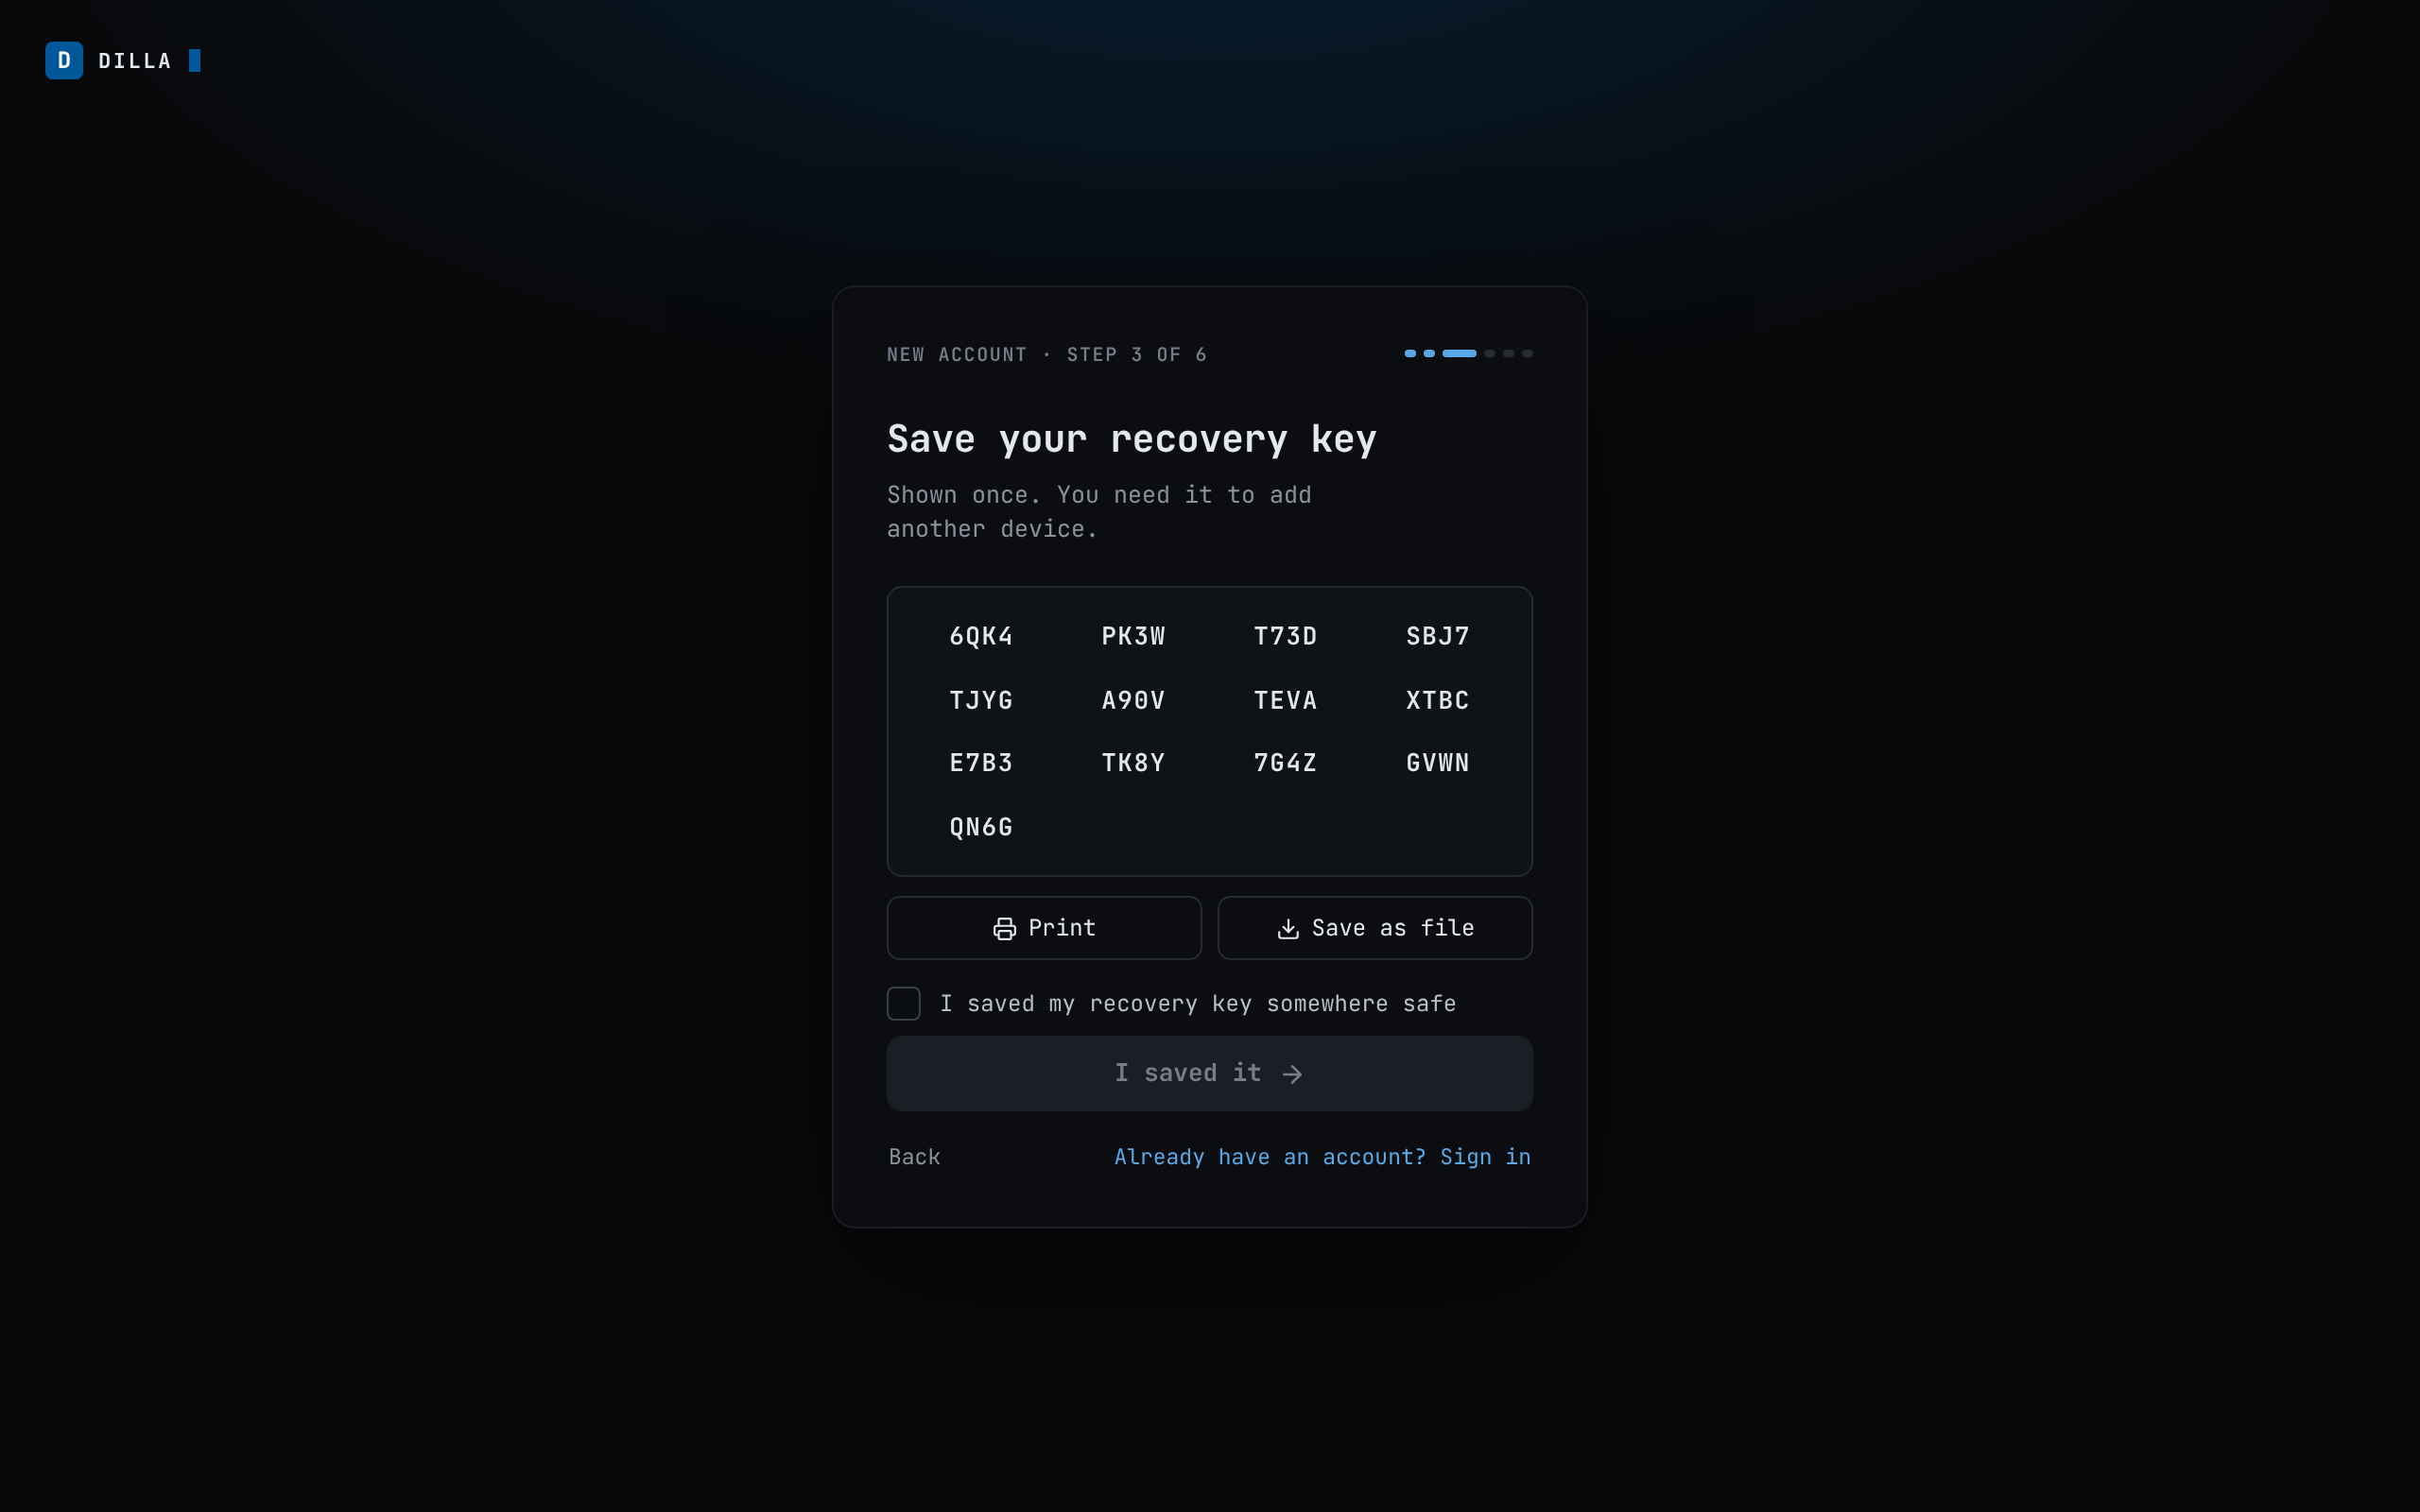 D DILLA
NEW ACCOUNT · STEP 3 OF 6
Save your recovery key
Shown once. You need it to add
another device.
6QK4 PK3W T73D SBJ7
TJYG A90V TEVA XTBC
E7B3 TK8Y 7G4Z GVWN
QN6G
Print Save as file
I saved my recovery key somewhere safe
I saved it →
Back Already have an account? Sign in